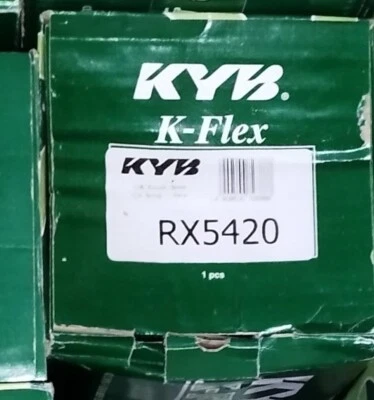 KYB®
K-Flex
KYB
RX5420
1 pcs